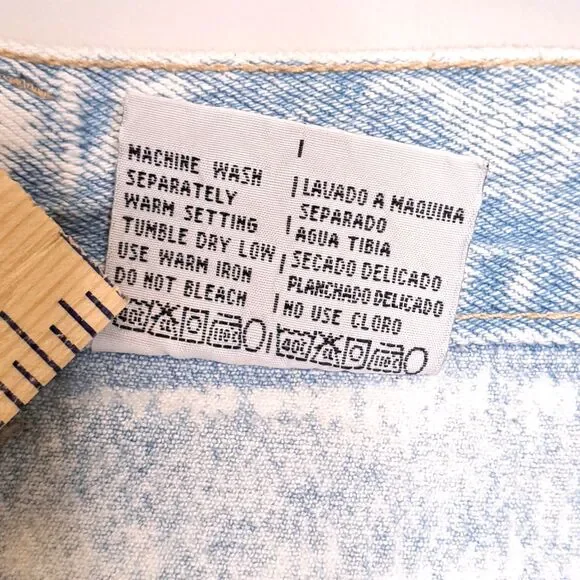 MACHINE WASH
SEPARATELY
WARM SETTING
TUMBLE DRY LOW
USE WARM IRON
DO NOT BLEACH
LAVADO A MAQUINA
SEPARADO
AGUA TIBIA
SECADO DELICADO
PLANCHADO DELICADO
NO USE CLORO